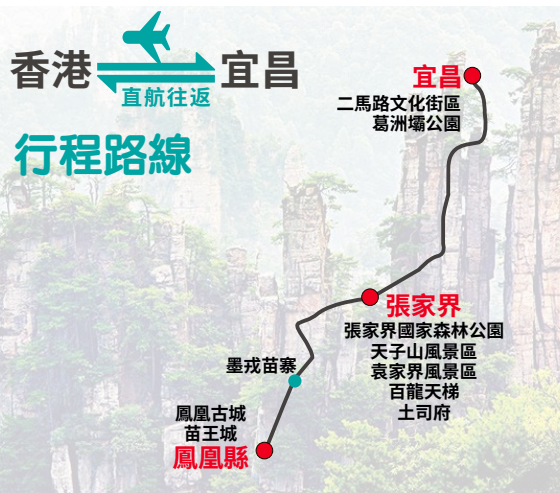 香港 宜昌
直航往返
行程路線
宜昌
二馬路文化街區
葛洲壩公園
張家界
張家界國家森林公園
天子山風景區
袁家界風景區
百龍天梯
土司府
墨戎苗寨
鳳凰古城
苗王城
鳳凰縣